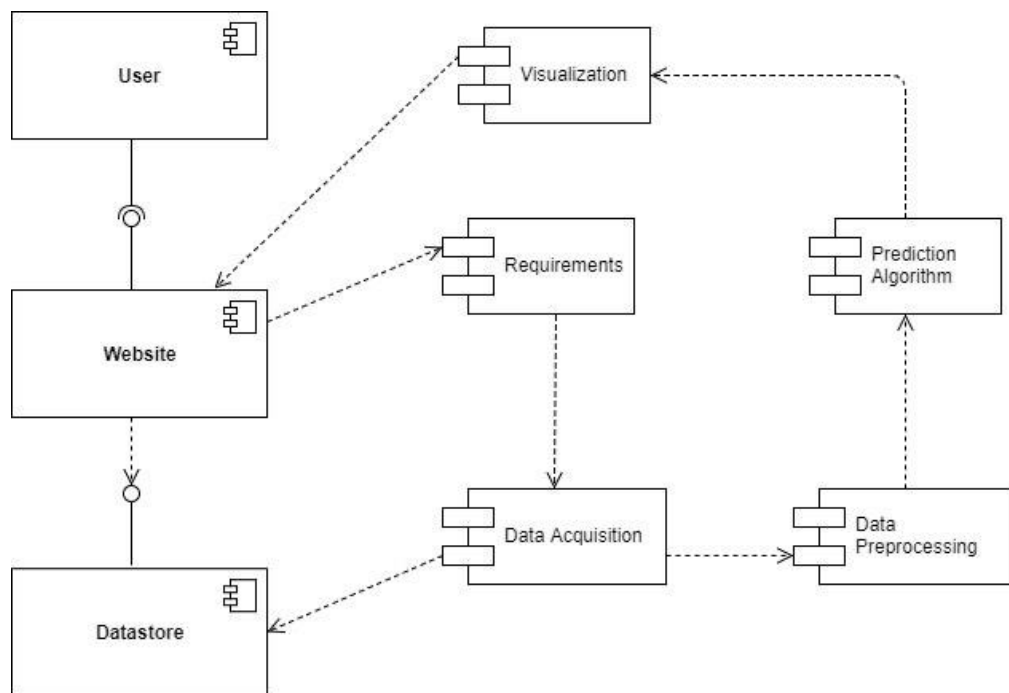 User
Visualization
Requirements
Prediction
Algorithm
Website
Data Acquisition
Data
Preprocessing
Datastore